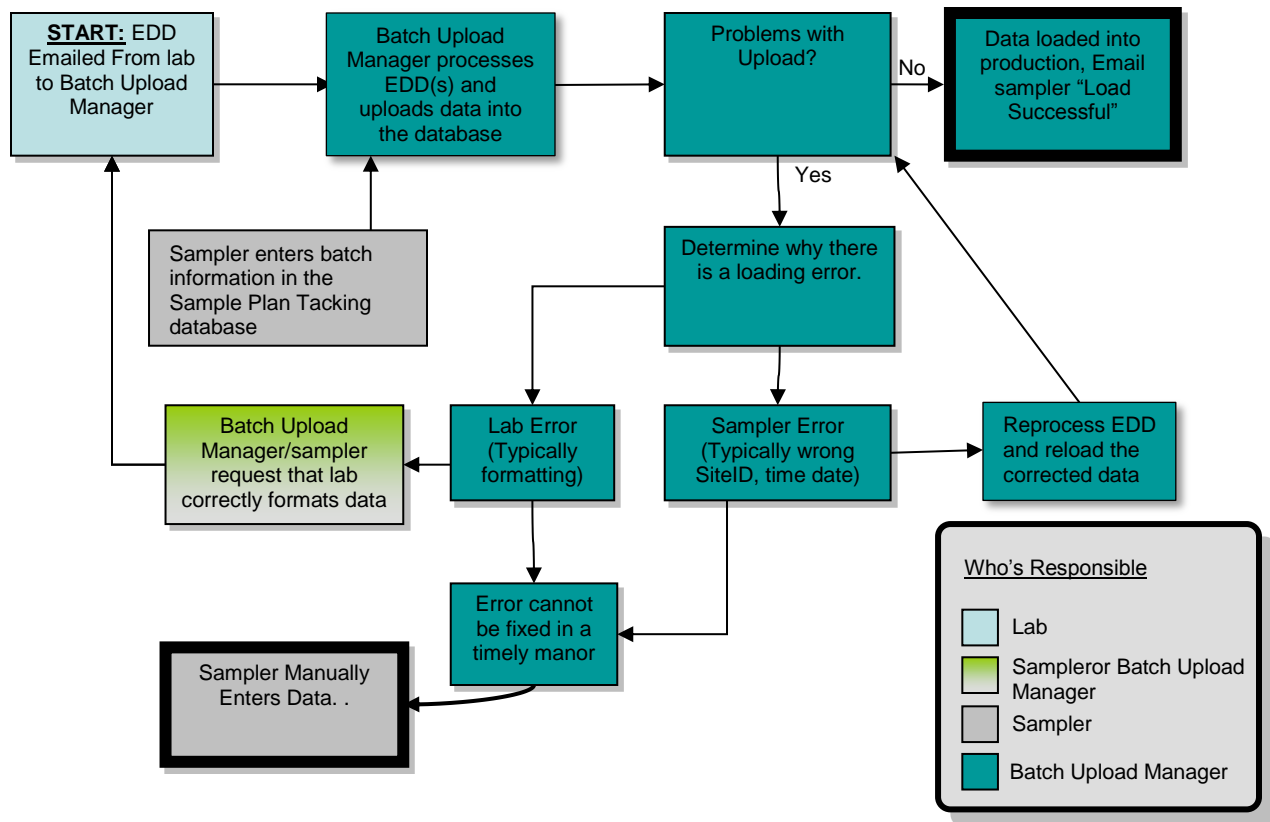 START: EDD
Emailed From lab
to Batch Upload
Manager
Batch Upload
Manager processes
EDD(s) and
uploads data into
the database
Problems with
Upload?
No
Data loaded into
production, Email
sampler “Load
Successful”
Yes
Sampler enters batch
information in the
Sample Plan Tacking
database
Determine why there
is a loading error.
Batch Upload
Manager/sampler
request that lab
correctly formats data
Lab Error
(Typically
formatting)
Sampler Error
(Typically wrong
SiteID, time date)
Reprocess EDD
and reload the
corrected data
Error cannot
be fixed in a
timely manor
Sampler Manually
Enters Data. .
Who’s Responsible
Lab
Sampleror Batch Upload
Manager
Sampler
Batch Upload Manager